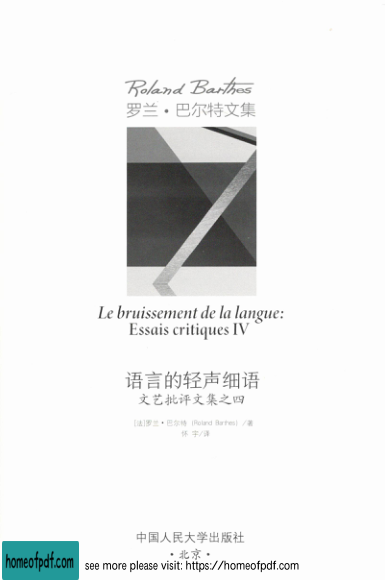 Roland Barthes
罗兰·巴尔特文集
Le bruissement de la langue:
Essais critiques IV
语言的轻声细语
文艺批评文集之四
[法]罗兰·巴尔特 (Roland Barthes) /著
怀 宇/译
中国人民大学出版社
·北京·
homeofpdf.com
see more please visit: https://homeofpdf.com